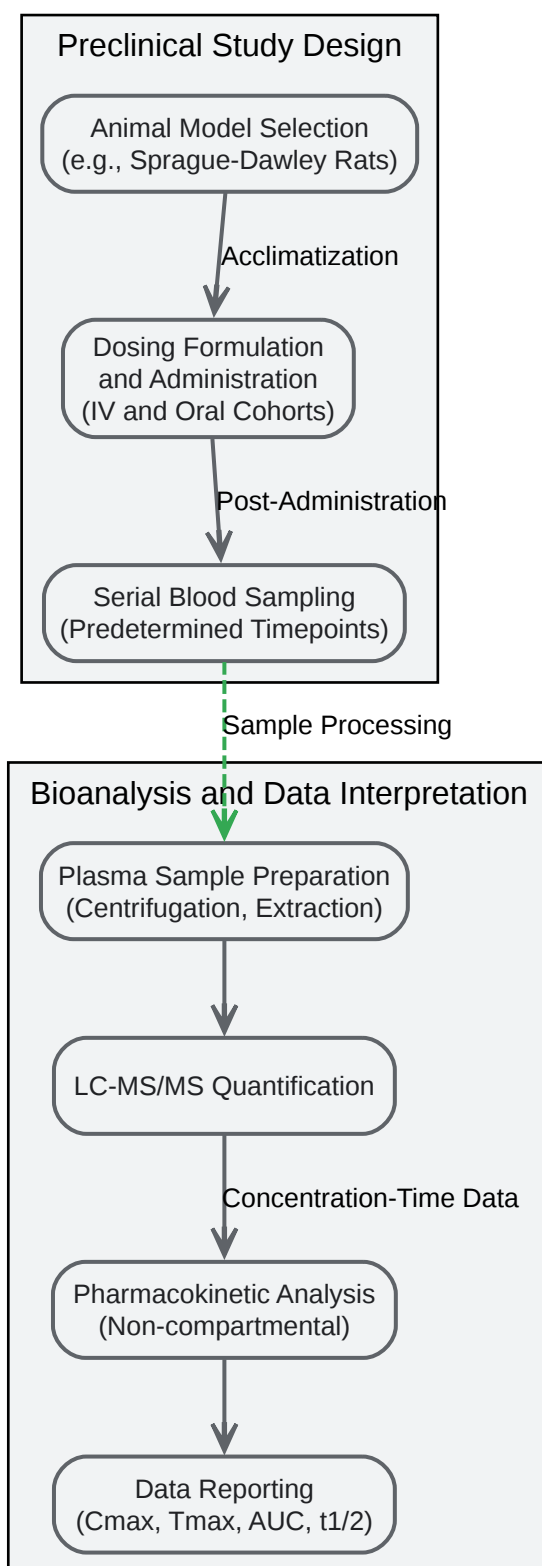 Preclinical Study Design
Animal Model Selection
(e.g., Sprague-Dawley Rats)
Acclimatization
Dosing Formulation
and Administration
(IV and Oral Cohorts)
Post-Administration
Serial Blood Sampling
(Predetermined Timepoints)
Sample Processing
Bioanalysis and Data Interpretation
Plasma Sample Preparation
(Centrifugation, Extraction)
LC-MS/MS Quantification
Concentration-Time Data
Pharmacokinetic Analysis
(Non-compartmental)
Data Reporting
(Cmax, Tmax, AUC, t1/2)